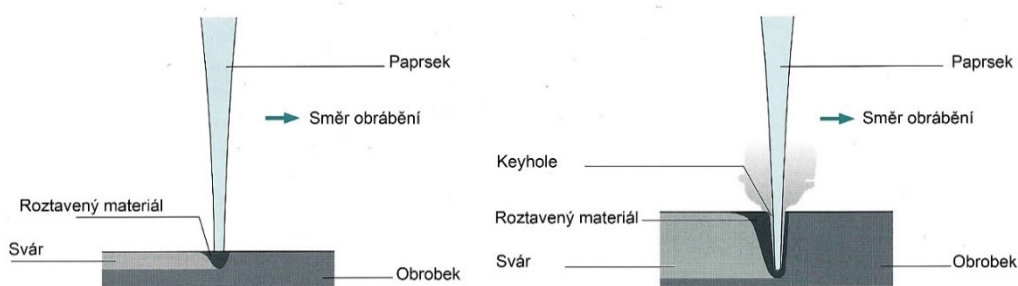 Paprsek
Směr obrábění
Roztavený materiál
Svár
Obrobek
Paprsek
Směr obrábění
Keyhole
Roztavený materiál
Svár
Obrobek